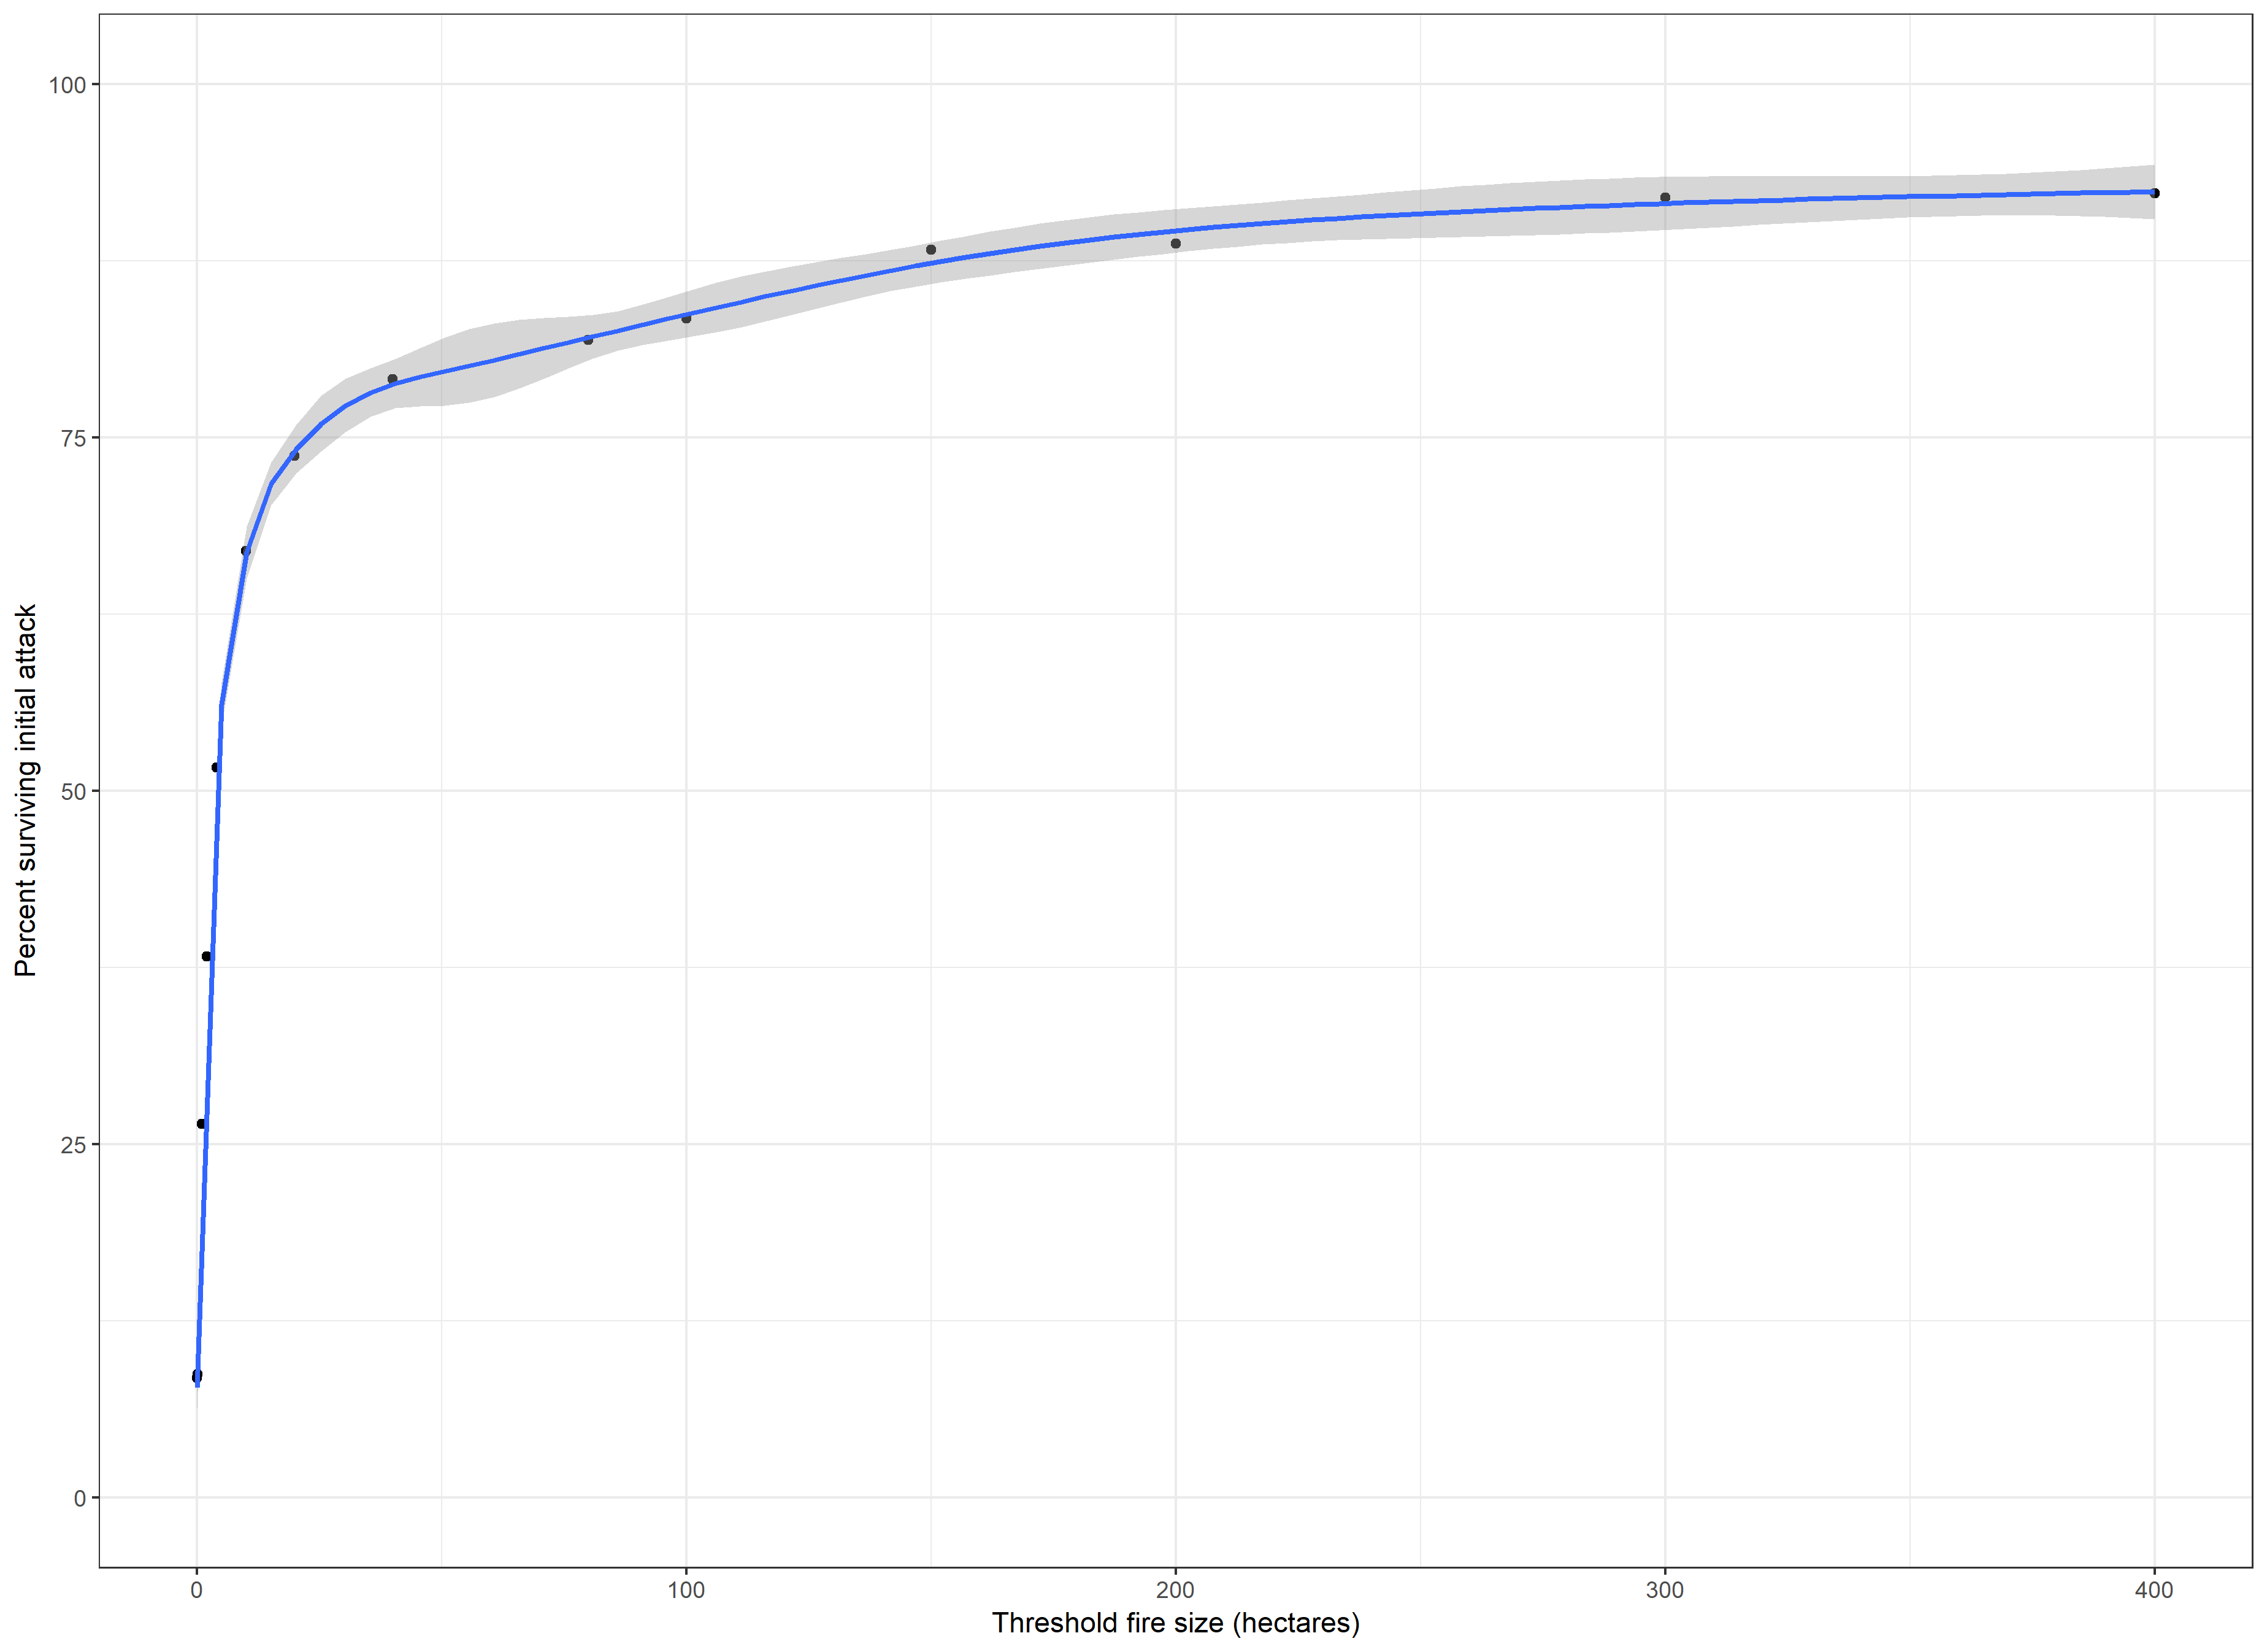 100
75
50
25
0
Percent surviving initial attack
0 100 200 300 400
Threshold fire size (hectares)